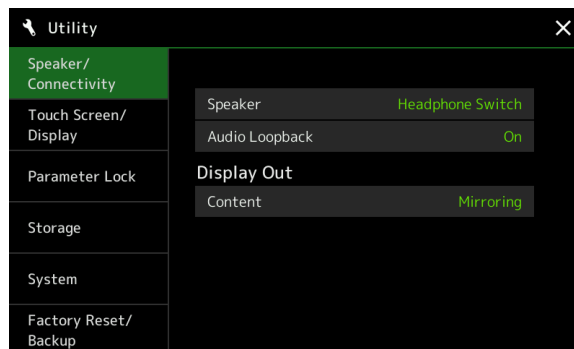 Utility
Speaker/
Connectivity
Touch Screen/
Display
Parameter Lock
Storage
System
Factory Reset/
Backup
Speaker Headphone Switch
Audio Loopback On
Display Out
Content Mirroring